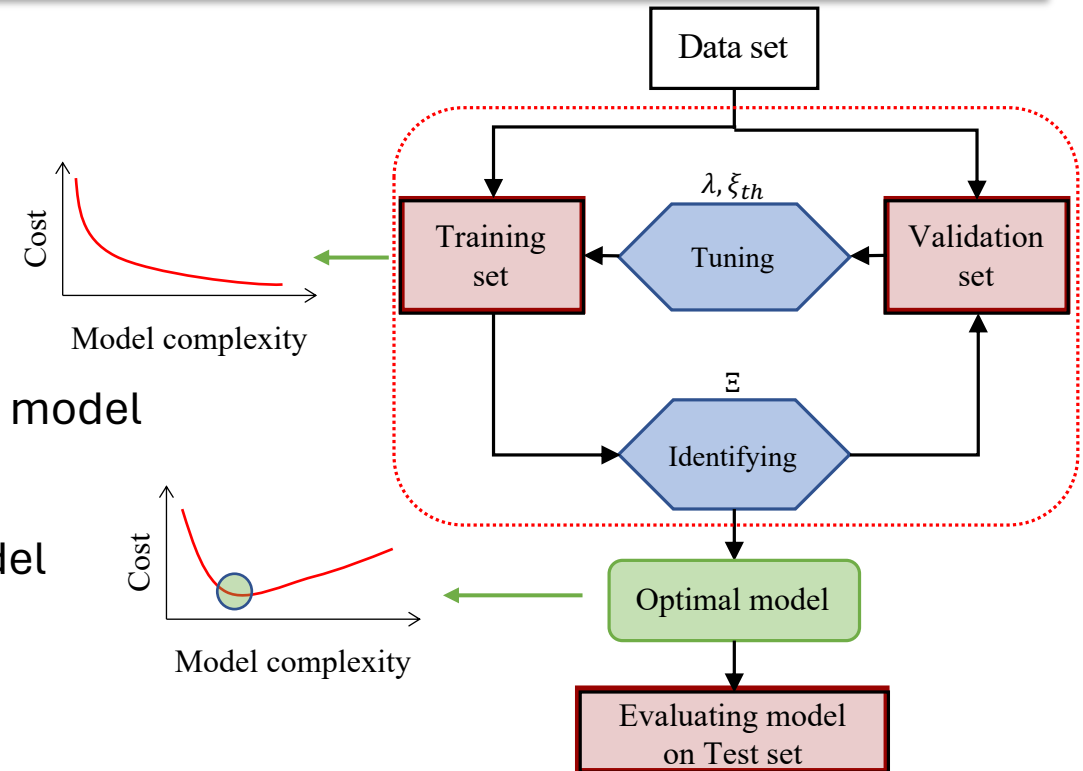 Data set
λ, ξth
Training
set
Tuning
Validation
set
Cost
Model complexity
model
Ξ
Identifying
Cost
Model complexity
Optimal model
Evaluating model
on Test set